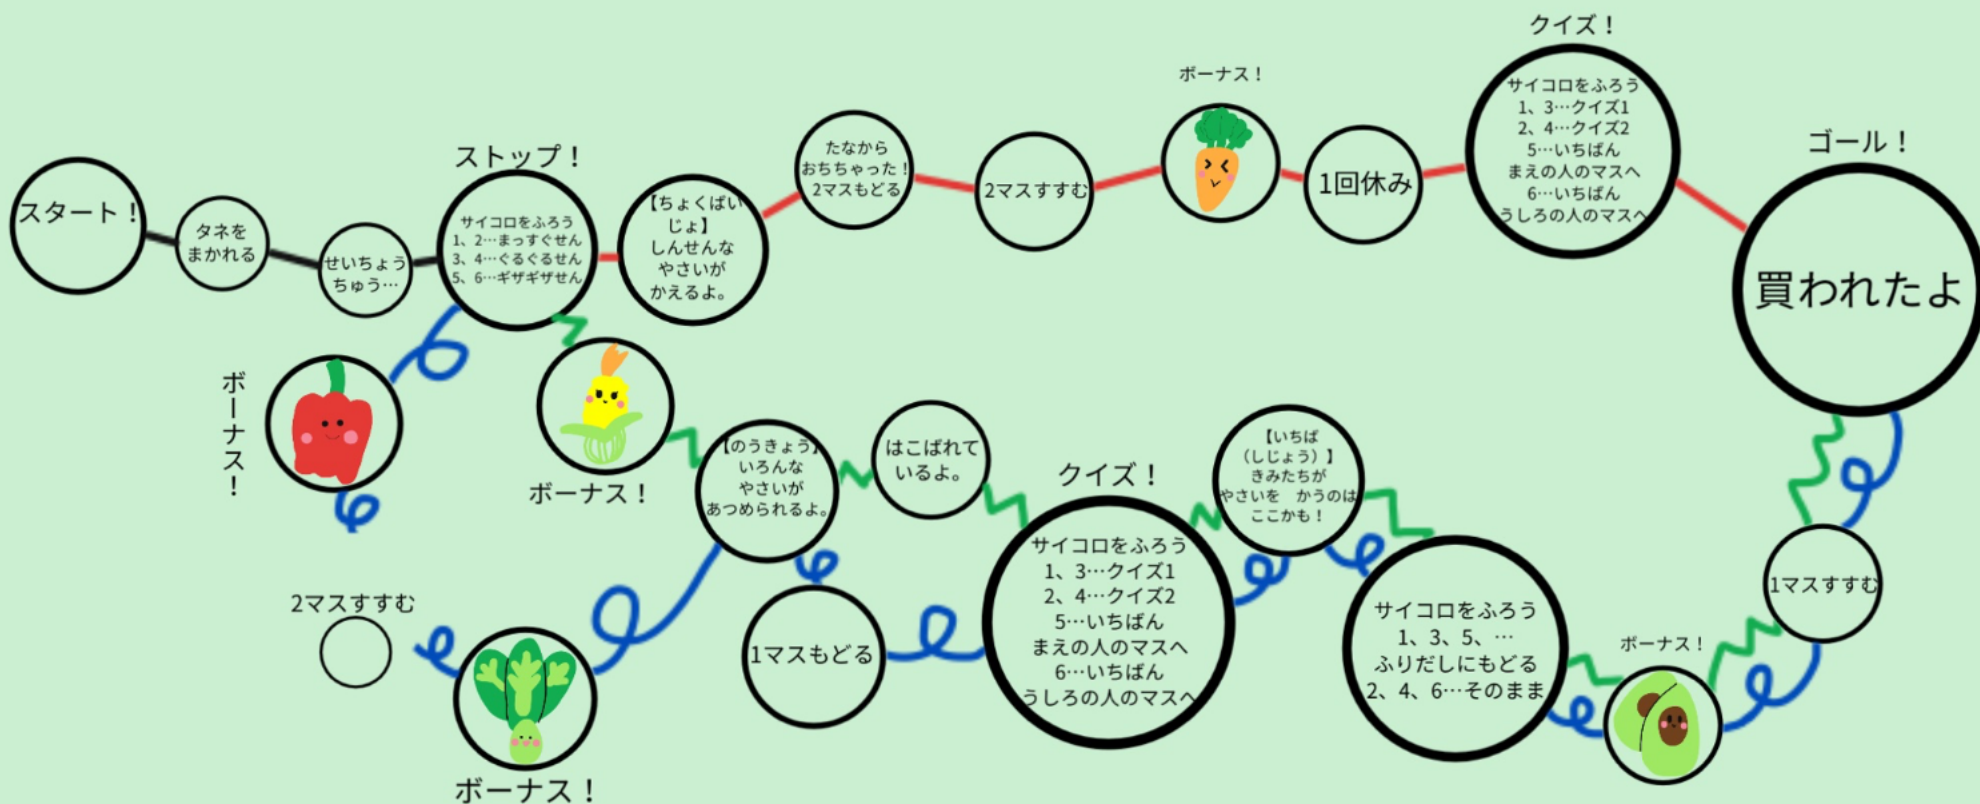 スタート！
タネを
まかれる
せいちょう
ちゅう…
ストップ！
サイコロをふろう
1、2…まっすぐせん
3、4…ぐるぐるせん
5、6…ギザギザせん
【ちょくばい
じょ】
しんせんな
やさいが
かえるよ。
たなから
おちちゃった！
2マスもどる
2マスすすむ
ボーナス！
1回休み
クイズ！
サイコロをふろう
1、3…クイズ1
2、4…クイズ2
5…いちばん
まえの人のマスへ
6…いちばん
うしろの人のマスへ
ゴール！
買われたよ
ボーナス！
ボーナス！
【のうきょう】
いろんな
やさいが
あつめられるよ。
はこばれて
いるよ。
クイズ！
サイコロをふろう
1、3…クイズ1
2、4…クイズ2
5…いちばん
まえの人のマスへ
6…いちばん
うしろの人のマスへ
【いちば
（しじょう）】
きみたちが
やさいを　かうのは
ここかも！
2マスすすむ
ボーナス！
1マスもどる
サイコロをふろう
1、3、5、…
ふりだしにもどる
2、4、6…そのまま
ボーナス！
1マスすすむ